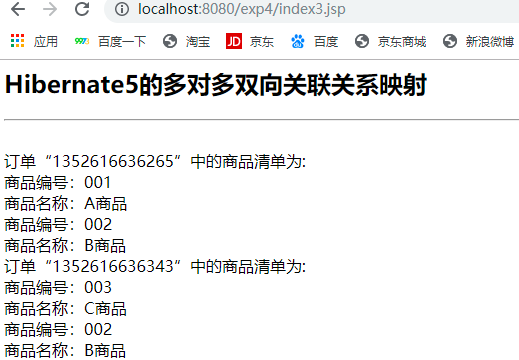 localhost:8080/exp4/index3.jsp
应用 百度一下 淘宝 JD 京东 百度 京东商城 新浪微博
Hibernate5的多对多双向关联关系映射
订单“1352616636265”中的商品清单为:
商品编号：001
商品名称：A商品
商品编号：002
商品名称：B商品
订单“1352616636343”中的商品清单为:
商品编号：003
商品名称：C商品
商品编号：002
商品名称：B商品